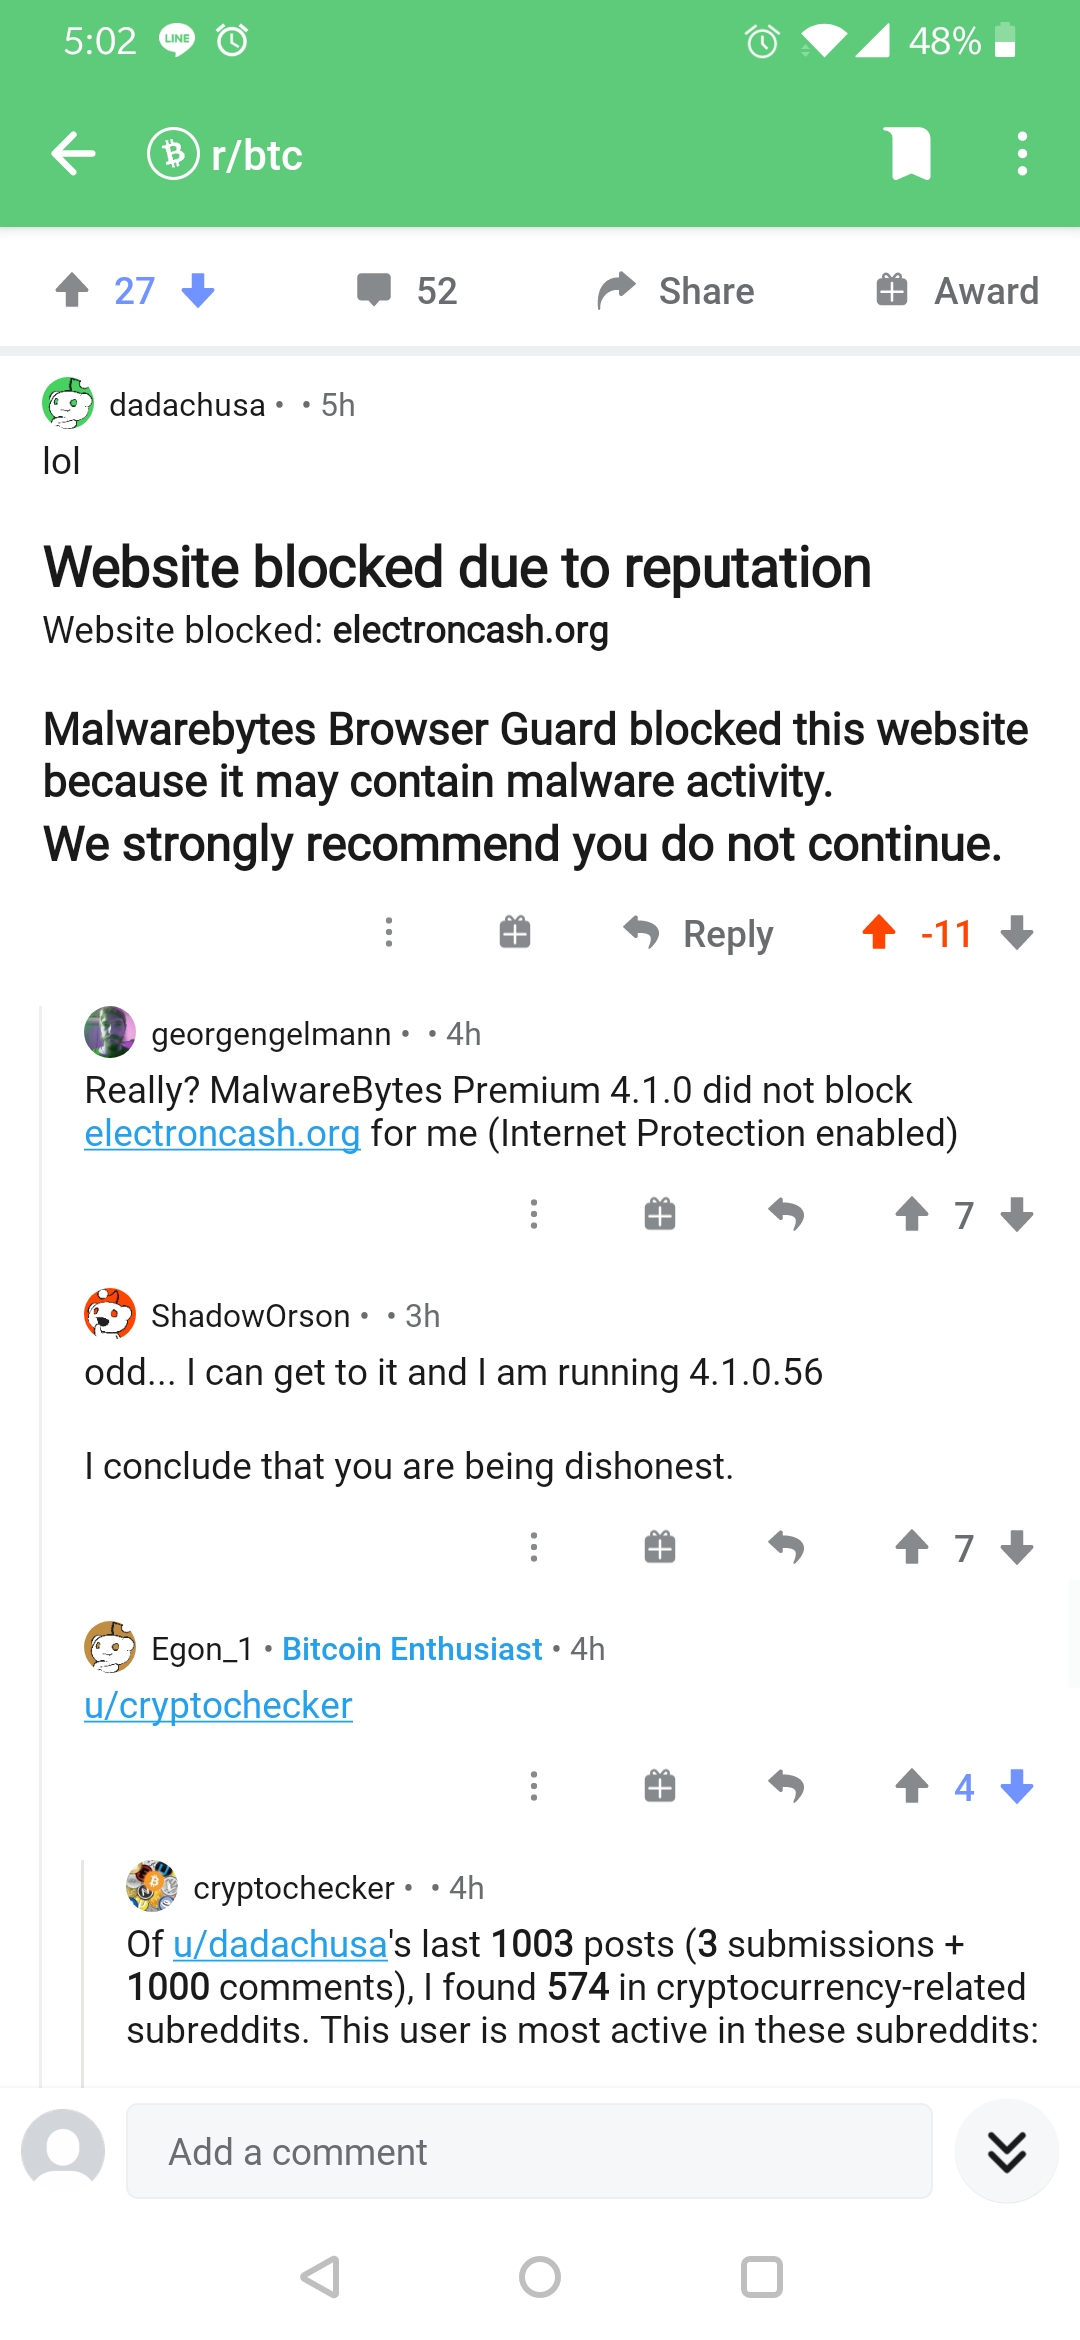 5:02 LINE 48%
r/btc
27 52 Share Award
dadachusa • • 5h
lol
Website blocked due to reputation
Website blocked: electroncash.org
Malwarebytes Browser Guard blocked this website
because it may contain malware activity.
We strongly recommend you do not continue.
Reply -11
georgengelmann • • 4h
Really? MalwareBytes Premium 4.1.0 did not block
electroncash.org for me (Internet Protection enabled)
7
ShadowOrson • • 3h
odd... I can get to it and I am running 4.1.0.56
I conclude that you are being dishonest.
7
Egon_1 • Bitcoin Enthusiast • 4h
u/cryptochecker
4
cryptochecker • • 4h
Of u/dadachusa's last 1003 posts (3 submissions +
1000 comments), I found 574 in cryptocurrency-related
subreddits. This user is most active in these subreddits:
Add a comment